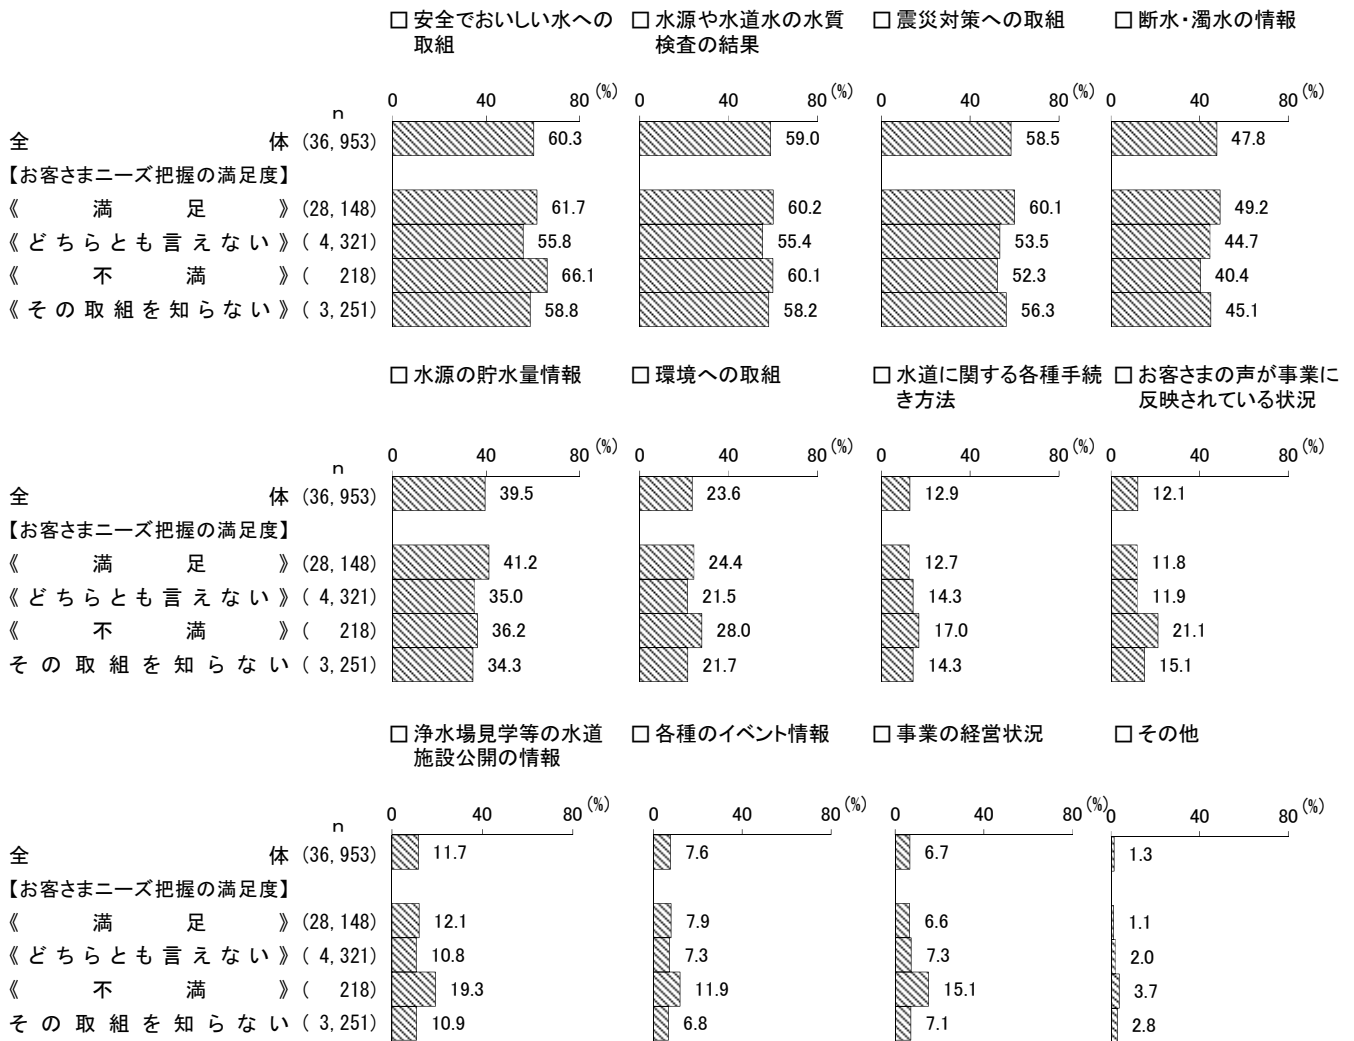 □ 安全でおいしい水への □ 水源や水道水の水質 □ 震災対策への取組 □ 断水・濁水の情報
取組 検査の結果
0 40 80 (%) 0 40 80 (%) 0 40 80 (%) 0 40 80 (%)
n
全 体 (36,953) 60.3 59.0 58.5 47.8
【お客さまニーズ把握の満足度】
《 満 足 》 (28,148) 61.7 60.2 60.1 49.2
《 どちらとも言えない 》 ( 4,321) 55.8 55.4 53.5 44.7
《 不 満 》 ( 218) 66.1 60.1 52.3 40.4
《 その取組を知らない 》 ( 3,251) 58.8 58.2 56.3 45.1
□ 水源の貯水量情報 □ 環境への取組 □ 水道に関する各種手続 □ お客さまの声が事業に
き方法 反映されている状況
0 40 80 (%) 0 40 80 (%) 0 40 80 (%) 0 40 80 (%)
n
全 体 (36,953) 39.5 23.6 12.9 12.1
【お客さまニーズ把握の満足度】
《 満 足 》 (28,148) 41.2 24.4 12.7 11.8
《 どちらとも言えない 》 ( 4,321) 35.0 21.5 14.3 11.9
《 不 満 》 ( 218) 36.2 28.0 17.0 21.1
その取組を知らない ( 3,251) 34.3 21.7 14.3 15.1
□ 浄水場見学等の水道 □ 各種のイベント情報 □ 事業の経営状況 □ その他
施設公開の情報
0 40 80 (%) 0 40 80 (%) 0 40 80 (%) 0 40 80 (%)
n
全 体 (36,953) 11.7 7.6 6.7 1.3
【お客さまニーズ把握の満足度】
《 満 足 》 (28,148) 12.1 7.9 6.6 1.1
《 どちらとも言えない 》 ( 4,321) 10.8 7.3 7.3 2.0
《 不 満 》 ( 218) 19.3 11.9 15.1 3.7
その取組を知らない ( 3,251) 10.9 6.8 7.1 2.8